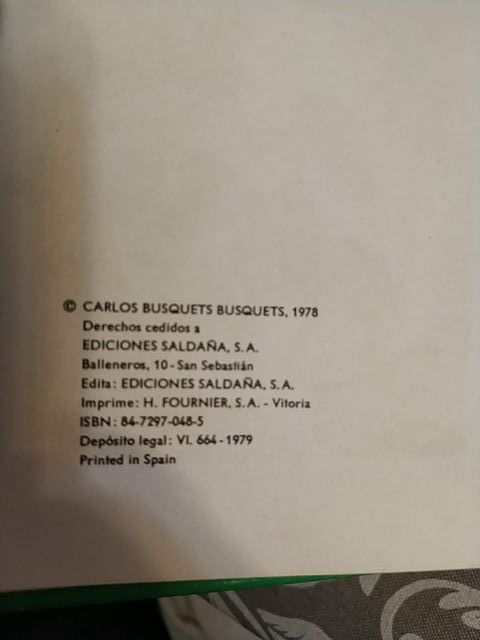 © CARLOS BUSQUETS BUSQUETS, 1978
Derechos cedidos a
EDICIONES SALDAÑA, S.A.
Balleneros, 10 - San Sebastián
Edita: EDICIONES SALDAÑA, S.A.
Imprime: H. FOURNIER, S.A. - Vitoria
ISBN: 84-7297-048-5
Depósito legal: VI. 664-1979
Printed in Spain